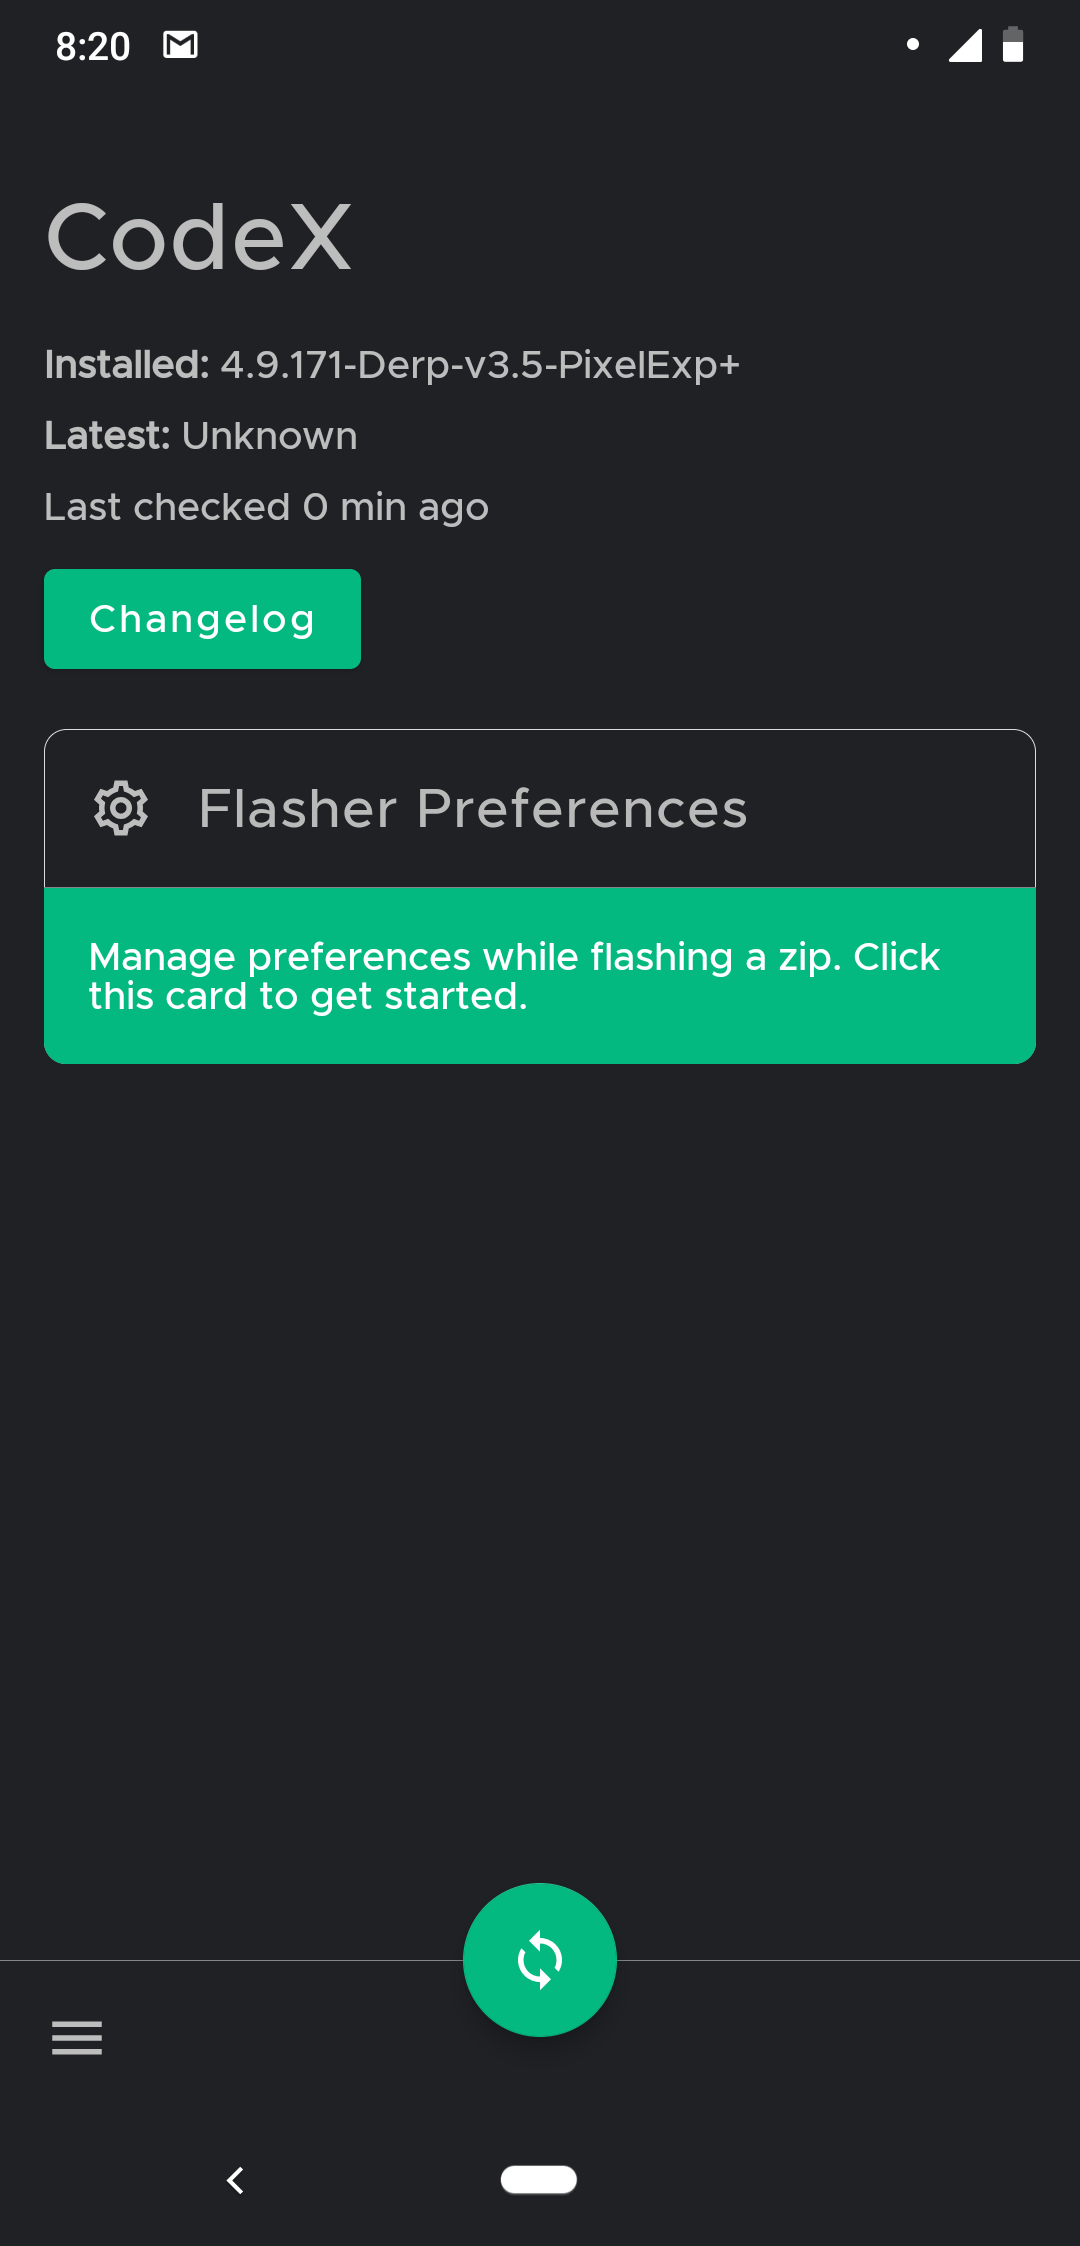 8:20
CodeX
Installed: 4.9.171-Derp-v3.5-PixelExp+
Latest: Unknown
Last checked 0 min ago
Changelog
Flasher Preferences
Manage preferences while flashing a zip. Click
this card to get started.